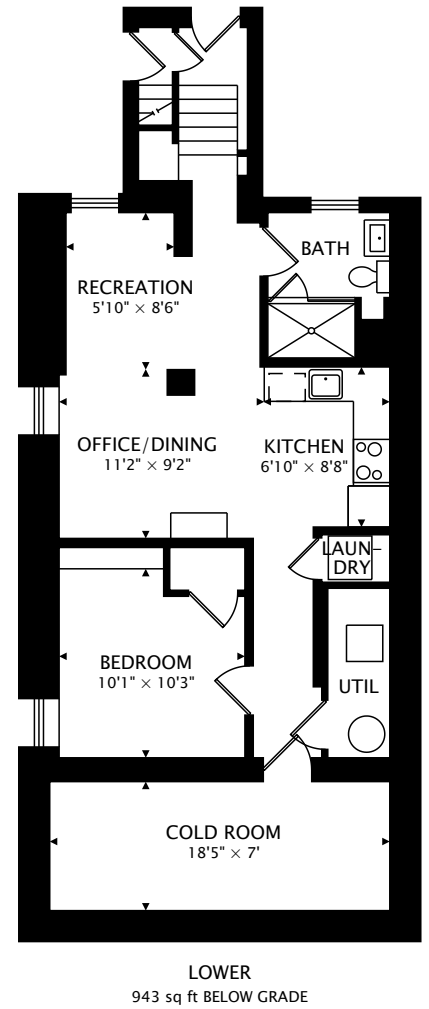 BATH
RECREATION
5'10" × 8'6"
OFFICE/DINING
11'2" × 9'2"
KITCHEN
6'10" × 8'8"
LAUN-
DRY
BEDROOM
10'1" × 10'3"
UTIL
COLD ROOM
18'5" × 7'
LOWER
943 sq ft BELOW GRADE